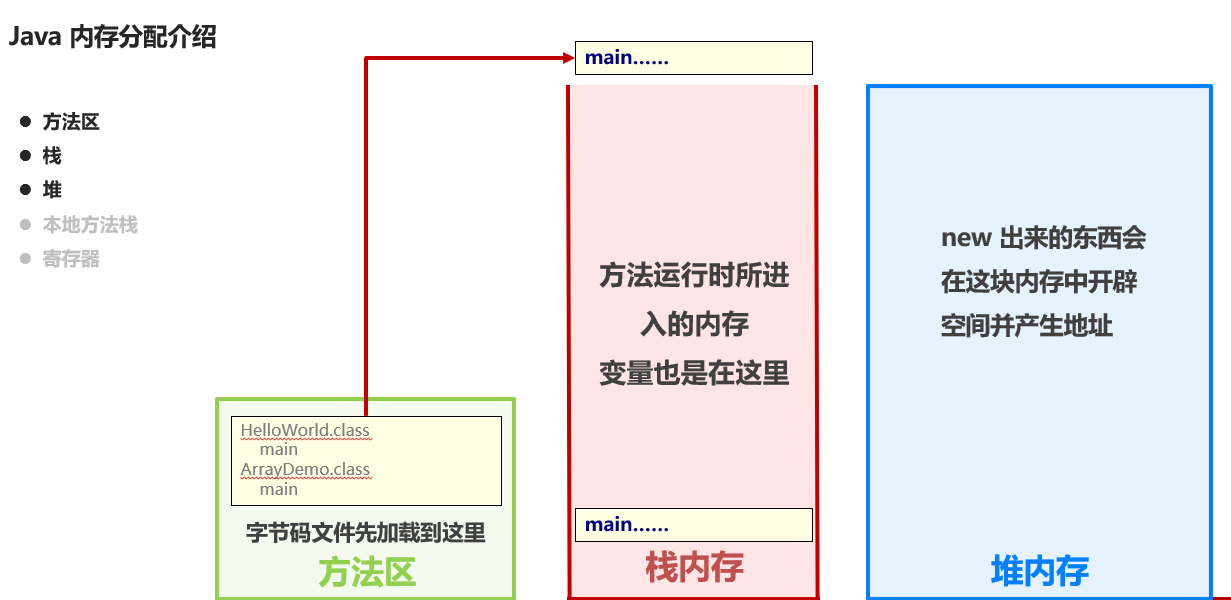 Java 内存分配介绍
方法区
栈
堆
本地方法栈
寄存器
HelloWorld.class
main
ArrayDemo.class
main
字节码文件先加载到这里
方法区
main......
方法运行时所进
入的内存
变量也是在这里
main......
栈内存
new 出来的东西会
在这块内存中开辟
空间并产生地址
堆内存